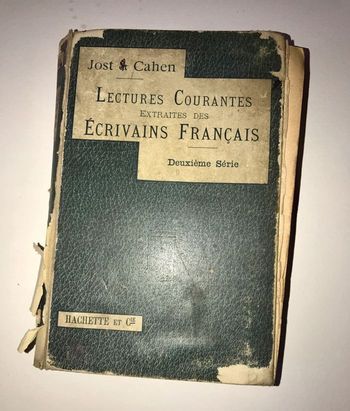 Jost & Cahen
Lectures Courantes
Extraites des
Écrivains Français
Deuxième Série
Hachette et Cie